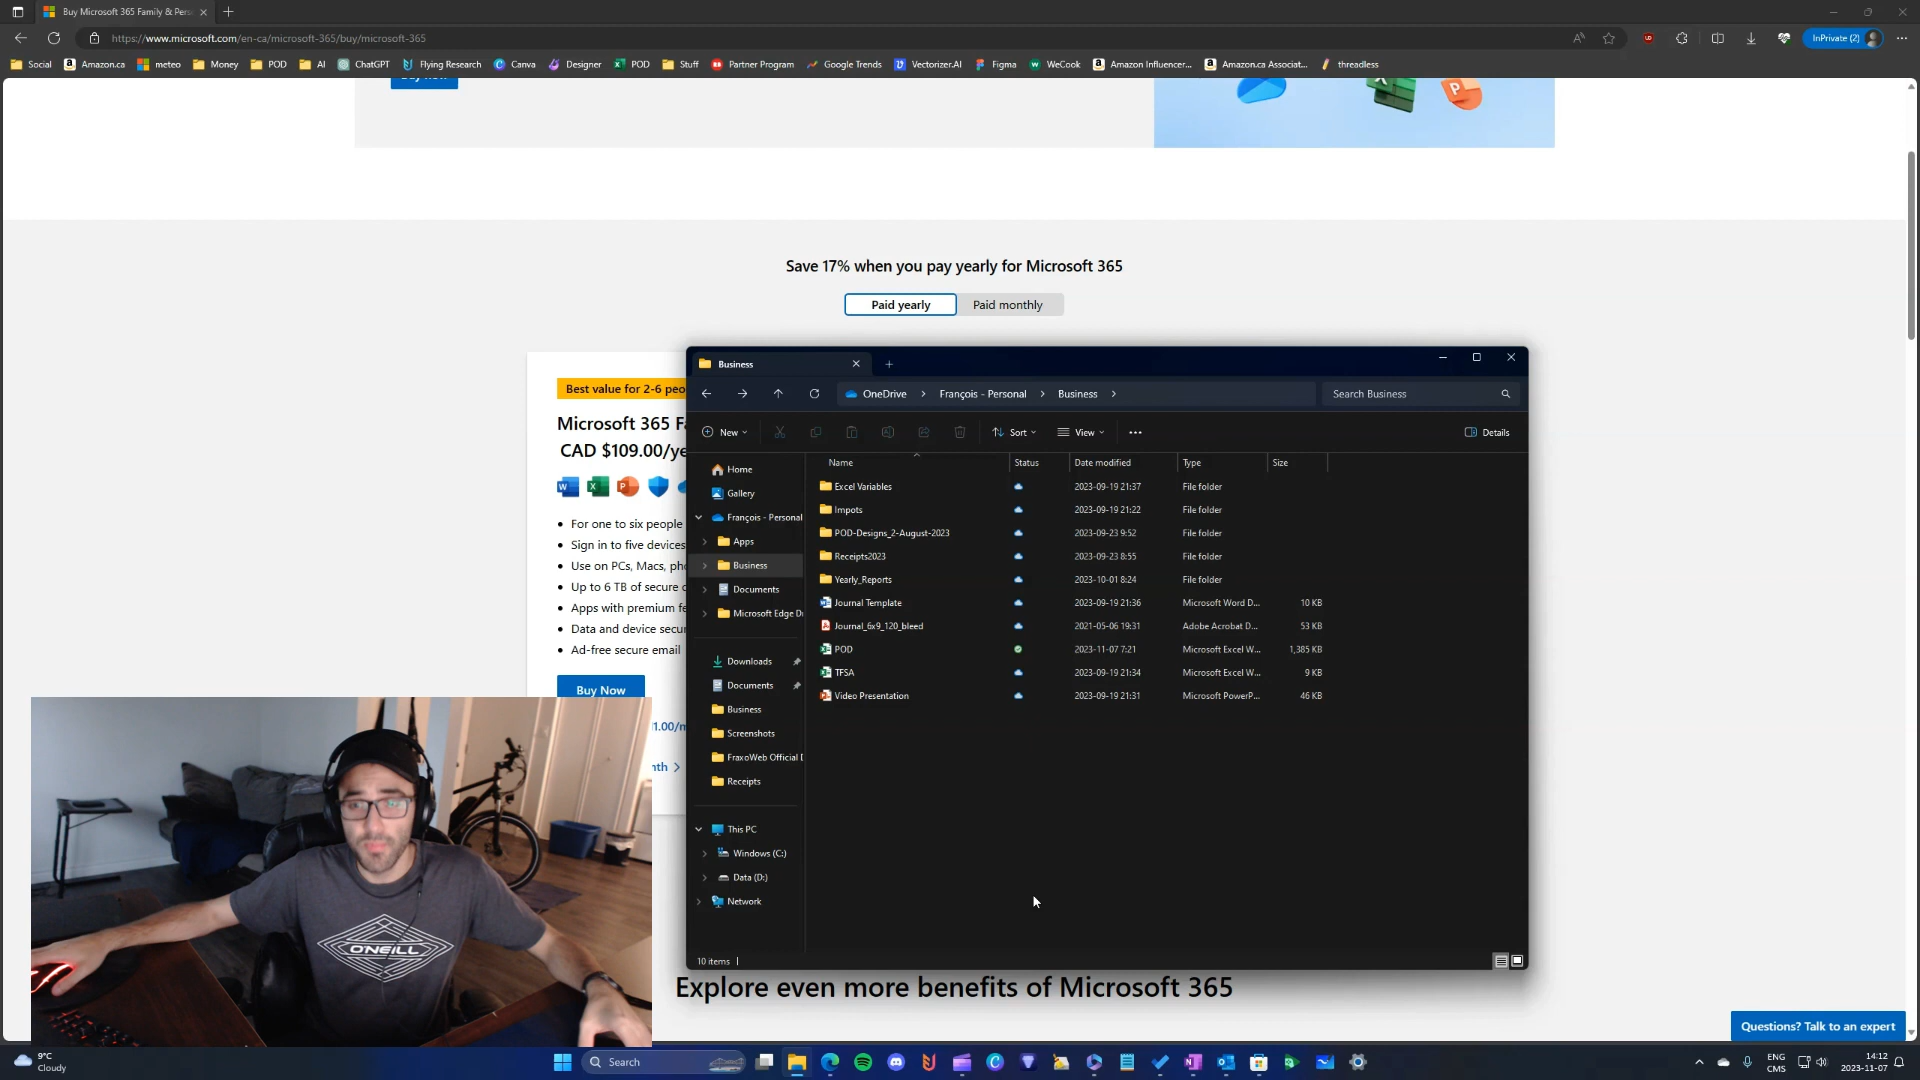 Buy Microsoft 365 Family & Pers
https://www.microsoft.com/en-ca/microsoft-365/buy/microsoft-365
InPrivate (2)
Social
Amazon.ca
meteo
Money
POD
AI
ChatGPT
Flying Research
Canva
Designer
POD
Stuff
Partner Program
Google Trends
Vectorizer.AI
Figma
WeCook
Amazon Influencer...
Amazon.ca Associat...
threadless
Save 17% when you pay yearly for Microsoft 365
Paid yearly
Paid monthly
Best value for 2-6 peo
Microsoft 365 F
CAD $109.00/ye
• For one to six people
• Sign in to five devices
• Use on PCs, Macs, pho
• Up to 6 TB of secure c
• Apps with premium fe
• Data and device secur
• Ad-free secure email
Buy Now
1.00/m
nth
Business
OneDrive
François - Personal
Business
Search Business
New
Sort
View
Details
Home
Gallery
François - Personal
Apps
Business
Documents
Microsoft Edge Dr
Downloads
Documents
Business
Screenshots
FraxoWeb Official D
Receipts
This PC
Windows (C:)
Data (D:)
Network
Name Status Date modified Type Size
Excel Variables 2023-09-19 21:37 File folder
Impots 2023-09-19 21:22 File folder
POD-Designs_2-August-2023 2023-09-23 9:52 File folder
Receipts2023 2023-09-23 8:55 File folder
Yearly_Reports 2023-10-01 8:24 File folder
Journal Template 2023-09-19 21:36 Microsoft Word D... 10 KB
Journal_6x9_120_bleed 2021-05-06 19:31 Adobe Acrobat D... 53 KB
POD 2023-11-07 7:21 Microsoft Excel W... 1,385 KB
TFSA 2023-09-19 21:34 Microsoft Excel W... 9 KB
Video Presentation 2023-09-19 21:31 Microsoft PowerP... 46 KB
10 items
O'NEILL
Explore even more benefits of Microsoft 365
Questions? Talk to an expert
9°C
Cloudy
Search
ENG
CMS
14:12
2023-11-07